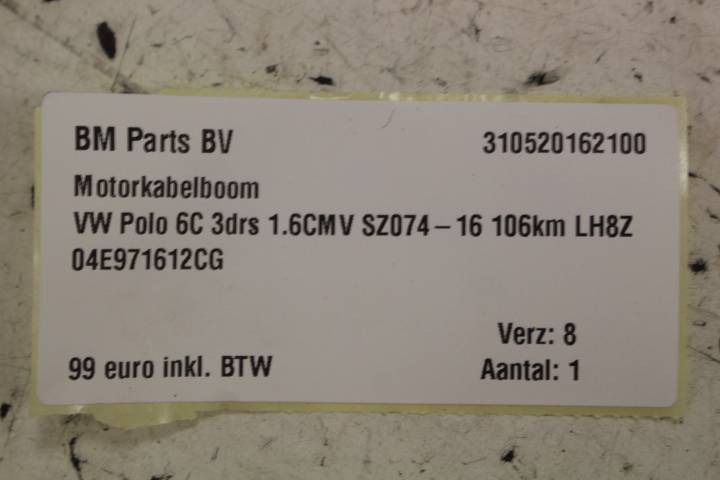 BM Parts BV 310520162100
Motorkabelboom
VW Polo 6C 3drs 1.6CMV SZ074-16 106km LH8Z
04E971612CG
Verz: 8
99 euro inkl. BTW Aantal: 1